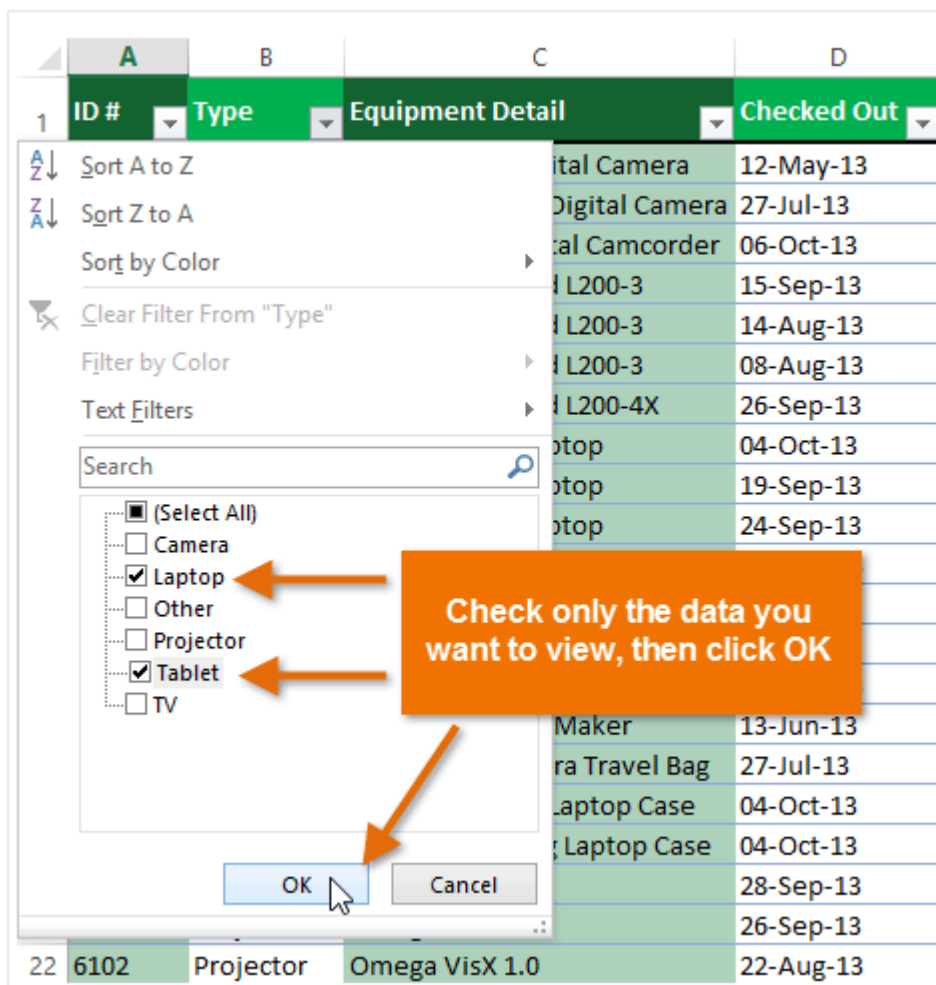 A B C D
1 ID # Type Equipment Detail Checked Out
Sort A to Z
Sort Z to A
Sort by Color
Clear Filter From "Type"
Filter by Color
Text Filters
Search
(Select All)
Camera
Laptop
Other
Projector
Tablet
TV
OK Cancel
ital Camera 12-May-13
Digital Camera 27-Jul-13
tal Camcorder 06-Oct-13
L200-3 15-Sep-13
L200-3 14-Aug-13
L200-3 08-Aug-13
L200-4X 26-Sep-13
ptop 04-Oct-13
ptop 19-Sep-13
ptop 24-Sep-13
Check only the data you
want to view, then click OK
Maker 13-Jun-13
ra Travel Bag 27-Jul-13
Laptop Case 04-Oct-13
Laptop Case 04-Oct-13
28-Sep-13
26-Sep-13
22 6102 Projector Omega VisX 1.0 22-Aug-13